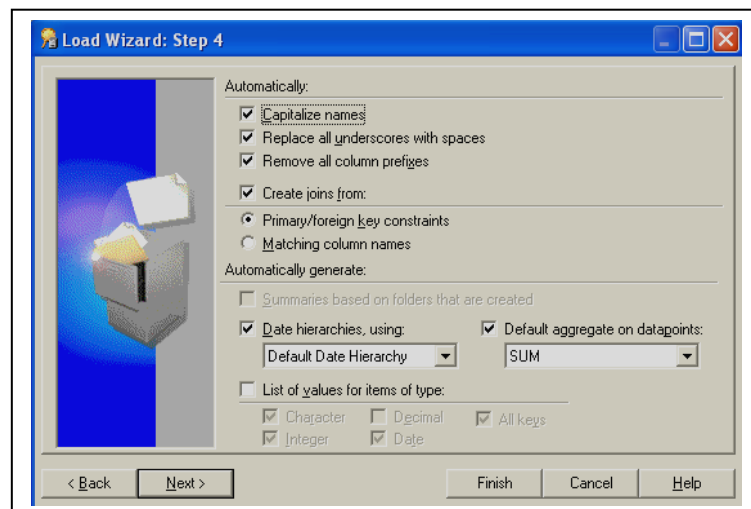 Load Wizard: Step 4
Automatically:
Capitalize names
Replace all underscores with spaces
Remove all column prefixes
Create joins from:
Primary/foreign key constraints
Matching column names
Automatically generate:
Summaries based on folders that are created
Date hierarchies, using:
Default aggregate on datapoints:
Default Date Hierarchy
SUM
List of values for items of type:
Character
Decimal
All keys
Integer
Date
< Back
Next >
Finish
Cancel
Help